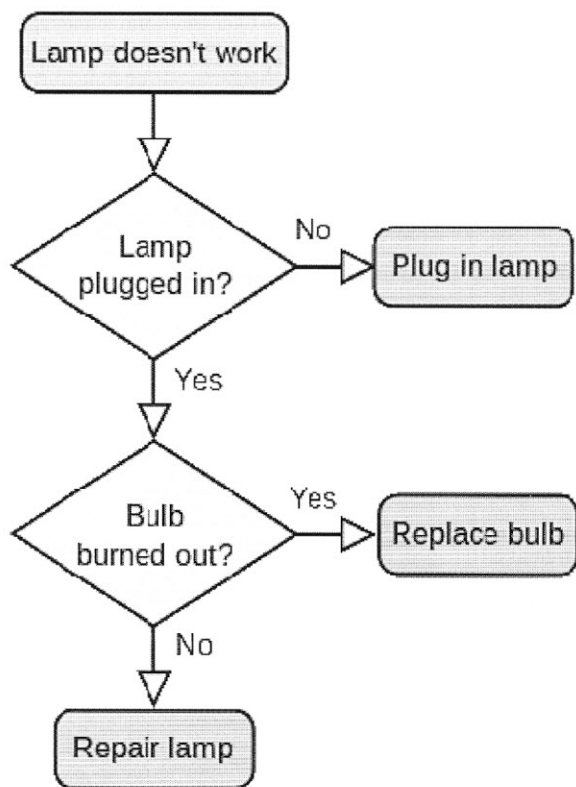 Lamp doesn't work
Lamp
plugged in?
No
Plug in lamp
Yes
Bulb
burned out?
Yes
Replace bulb
No
Repair lamp